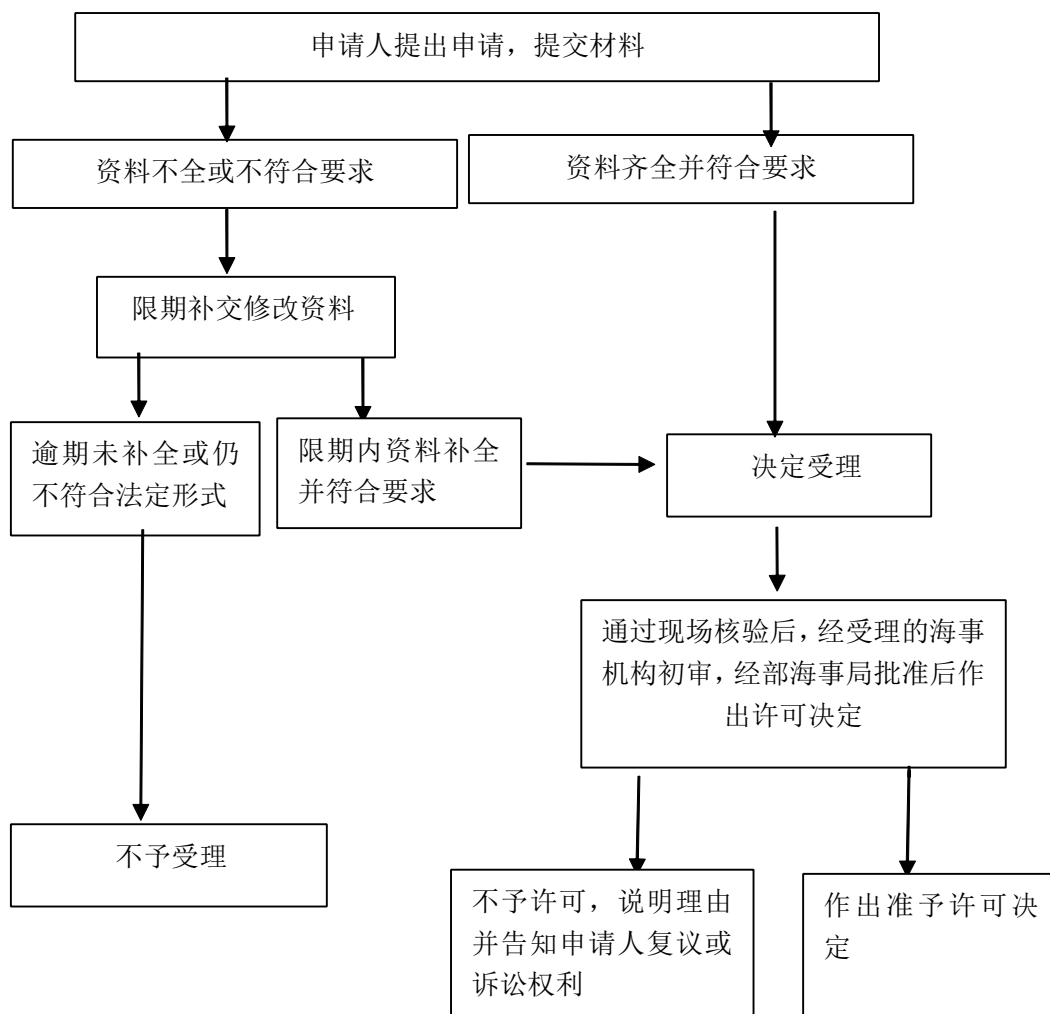 申请人提出申请，提交材料
资料不全或不符合要求
资料齐全并符合要求
限期补交修改资料
逾期未补全或仍
不符合法定形式
限期内资料补全
并符合要求
决定受理
通过现场核验后，经受理的海事
机构初审，经部海事局批准后作
出许可决定
不予受理
不予许可，说明理由
并告知申请人复议或
诉讼权利
作出准予许可决
定